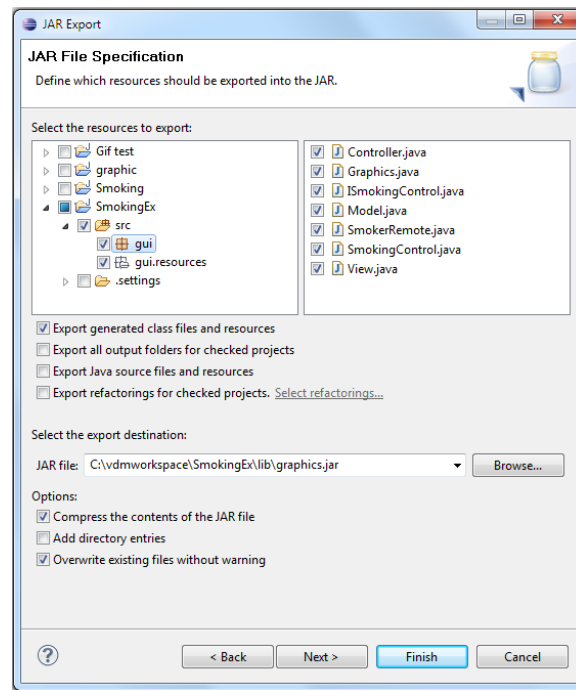 JAR Export
JAR File Specification
Define which resources should be exported into the JAR.
Select the resources to export:
Gif test
graphic
Smoking
SmokingEx
src
gui
gui.resources
.settings
Controller.java
Graphics.java
ISmokingControl.java
Model.java
SmokerRemote.java
SmokingControl.java
View.java
Export generated class files and resources
Export all output folders for checked projects
Export Java source files and resources
Export refactorings for checked projects. Select refactorings...
Select the export destination:
JAR file: C:\vdmworkspace\SmokingEx\lib\graphics.jar Browse...
Options:
Compress the contents of the JAR file
Add directory entries
Overwrite existing files without warning
? < Back Next > Finish Cancel